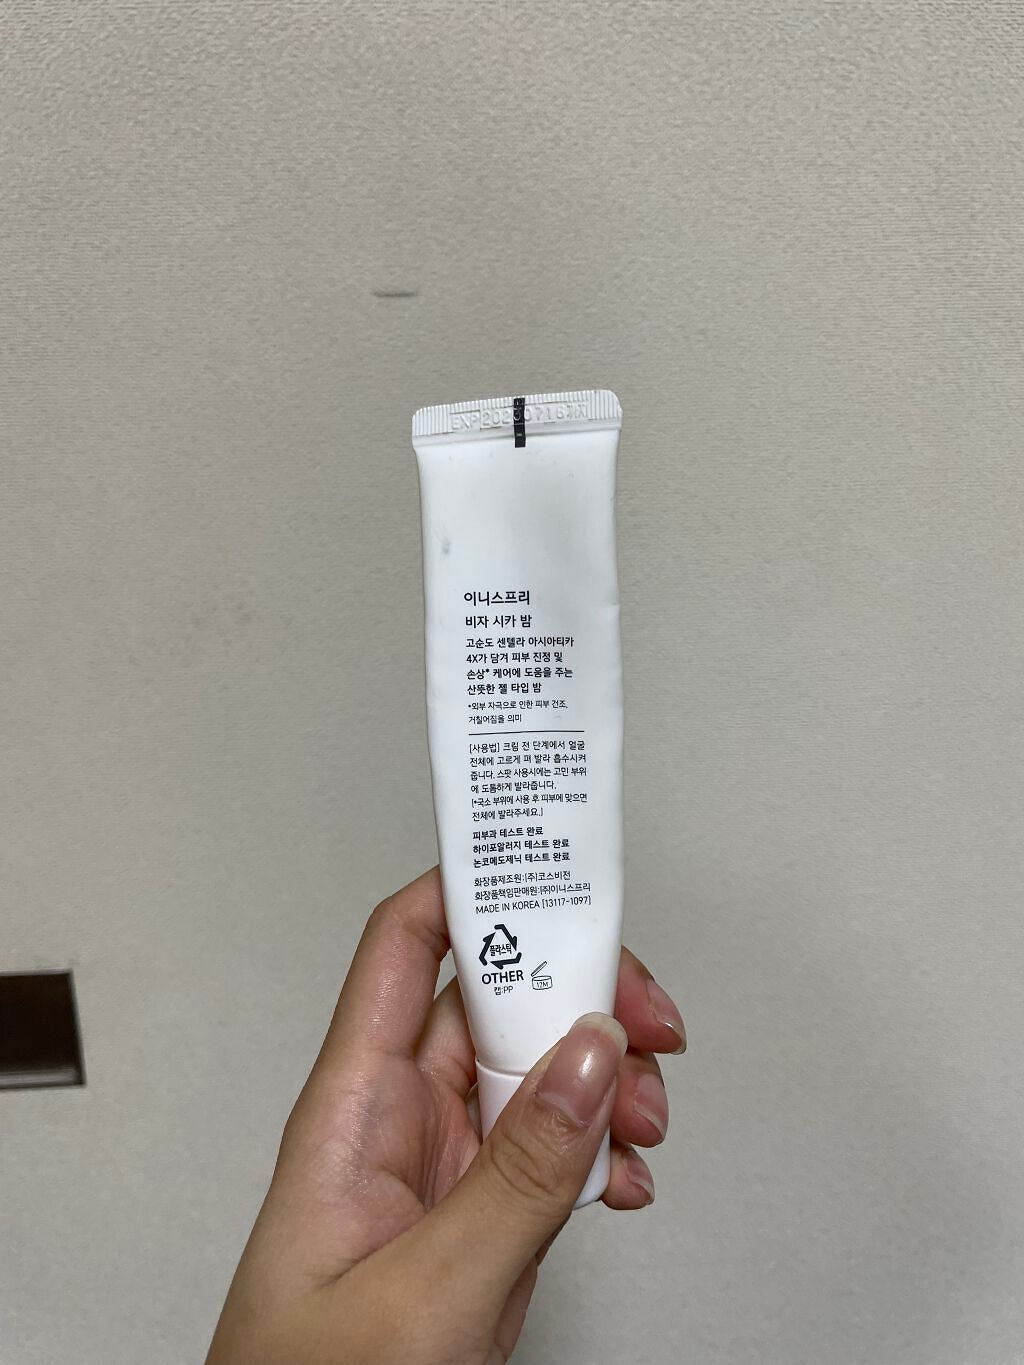 EXP 20230716
이니스프리
비자 시카 밤
고순도 센텔라 아시아티카
4X가 담겨 피부 진정 및
손상* 케어에 도움을 주는
산뜻한 젤 타입 밤
*외부 자극으로 인한 피부 건조,
거칠어짐을 의미
[사용법] 크림 전 단계에서 얼굴
전체에 고르게 펴 발라 흡수시켜
줍니다. 스팟 사용시에는 고민 부위
에 도톰하게 발라줍니다.
(*국소 부위에 사용 후 피부에 맞으면
전체에 발라주세요.)
피부과 테스트 완료
하이포알러지 테스트 완료
논코메도제닉 테스트 완료
화장품제조원:(주)코스비전
화장품책임판매원:(주)이니스프리
MADE IN KOREA [13117-1097]
플라스틱
OTHER
캡:PP
12M